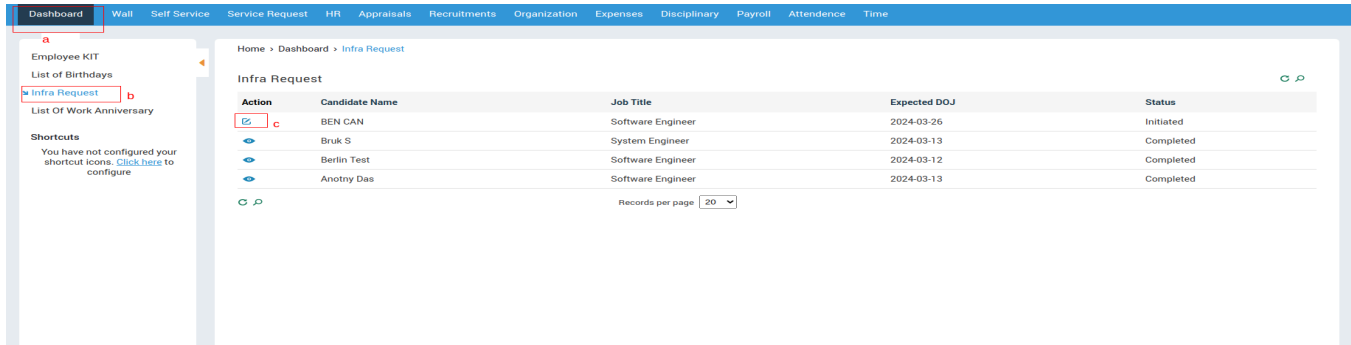 Dashboard Wall Self Service Service Request HR Appraisals Recruitments Organization Expenses Disciplinary Payroll Attendence Time
a
Employee KIT
List of Birthdays
Infra Request
b
List Of Work Anniversary
Shortcuts
You have not configured your
shortcut icons. Click here to
configure
Home › Dashboard › Infra Request
Infra Request
Action Candidate Name Job Title Expected DOJ Status
c BEN CAN Software Engineer 2024-03-26 Initiated
Bruk S System Engineer 2024-03-13 Completed
Berlin Test Software Engineer 2024-03-12 Completed
Anotny Das Software Engineer 2024-03-13 Completed
Records per page 20